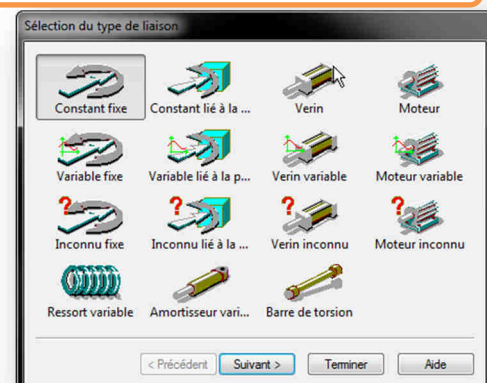 Sélection du type de liaison
Constant fixe Constant lié à la ... Verin Moteur
Variable fixe Variable lié à la p... Verin variable Moteur variable
Inconnu fixe Inconnu lié à la ... Verin inconnu Moteur inconnu
Ressort variable Amortisseur vari... Barre de torsion
< Précédent Suivant > Terminer Aide